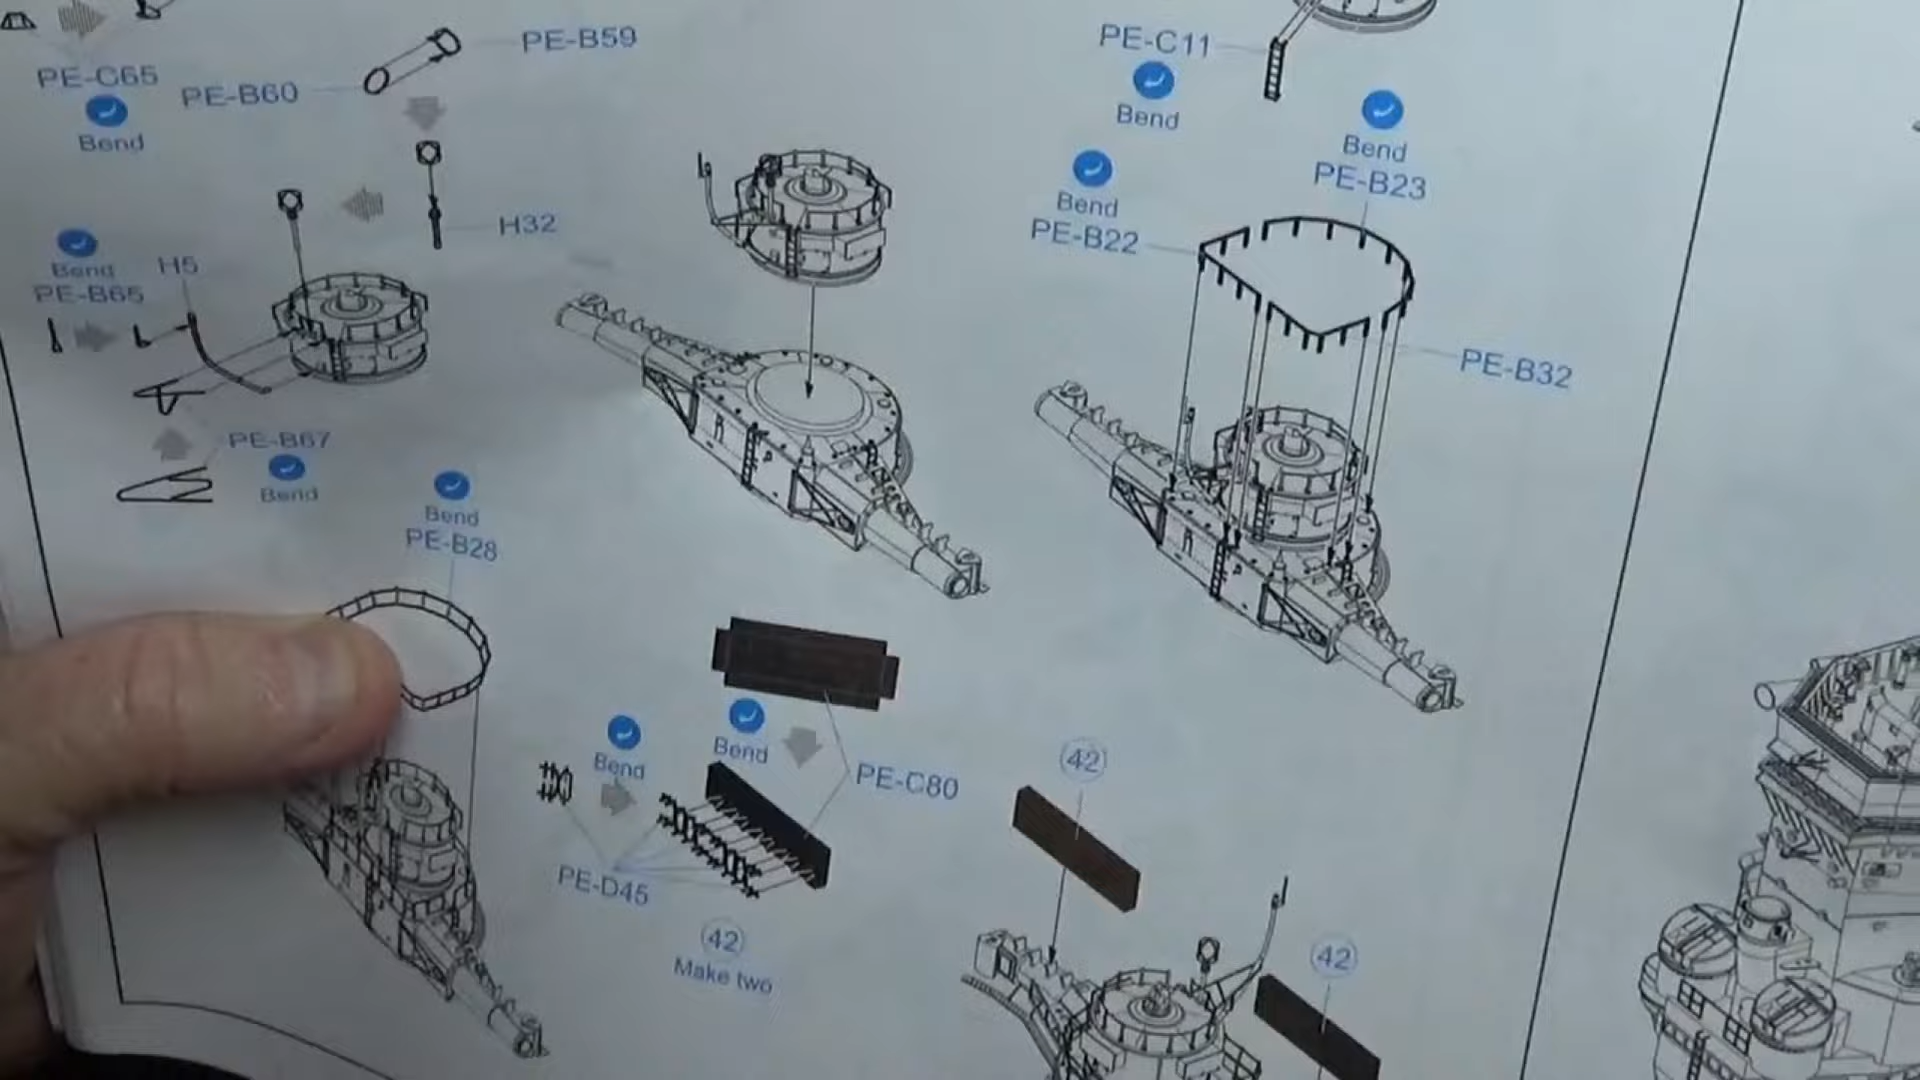 PE-B59
PE-C65
PE-B60
Bend
PE-C11
Bend
Bend
PE-B23
Bend
PE-B22
H32
Bend
PE-B65
H5
PE-B32
PE-B67
Bend
Bend
PE-B28
Bend
Bend
PE-C80
PE-D45
42
Make two
42
42